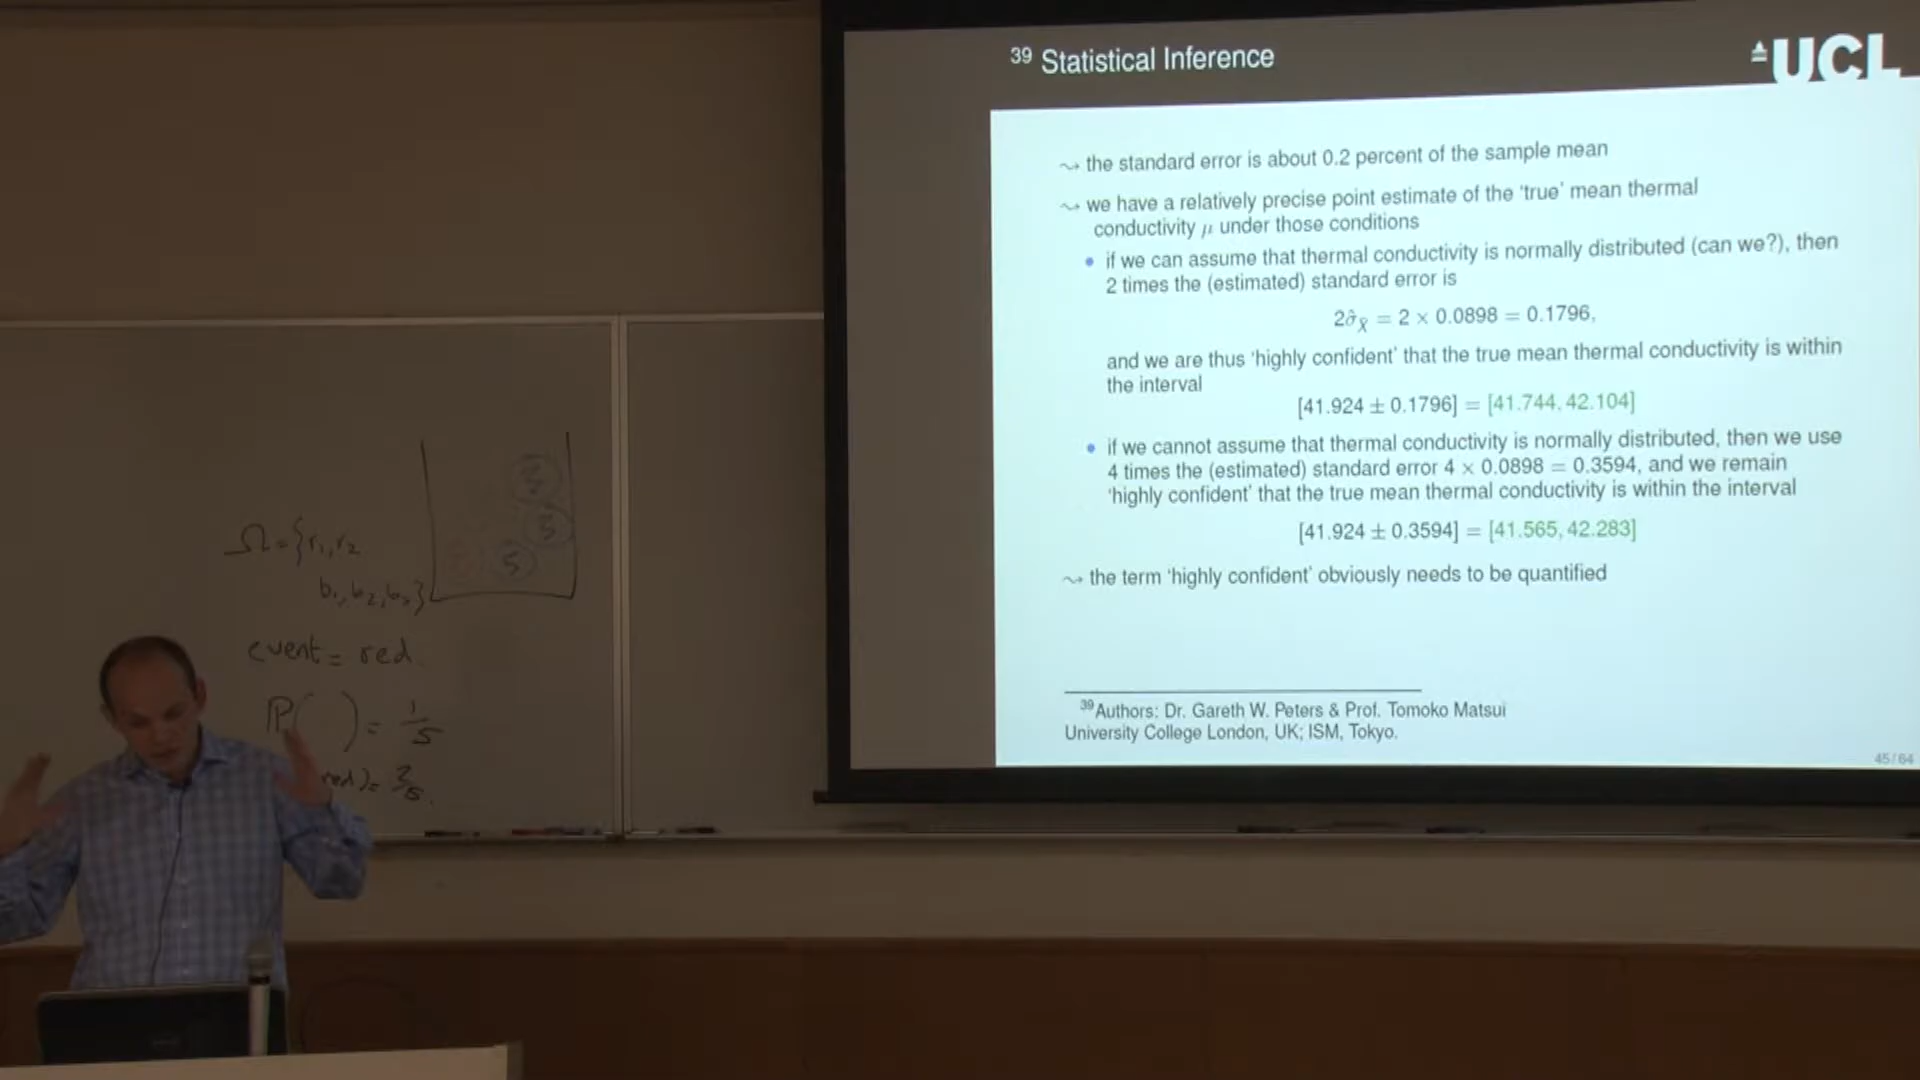 39 Statistical Inference
UCL
⇝ the standard error is about 0.2 percent of the sample mean
⇝ we have a relatively precise point estimate of the 'true' mean thermal
conductivity μ under those conditions
• if we can assume that thermal conductivity is normally distributed (can we?), then
2 times the (estimated) standard error is
2σ̂_X̄ = 2 × 0.0898 = 0.1796,
and we are thus 'highly confident' that the true mean thermal conductivity is within
the interval
[41.924 ± 0.1796] = [41.744, 42.104]
• if we cannot assume that thermal conductivity is normally distributed, then we use
4 times the (estimated) standard error 4 × 0.0898 = 0.3594, and we remain
'highly confident' that the true mean thermal conductivity is within the interval
[41.924 ± 0.3594] = [41.565, 42.283]
⇝ the term 'highly confident' obviously needs to be quantified
39Authors: Dr. Gareth W. Peters & Prof. Tomoko Matsui
University College London, UK; ISM, Tokyo.
45/64
Ω = {r₁, r₂
b₁, b₂, b₃}
event = red
P( ) = 1/5
red) = 2/5.